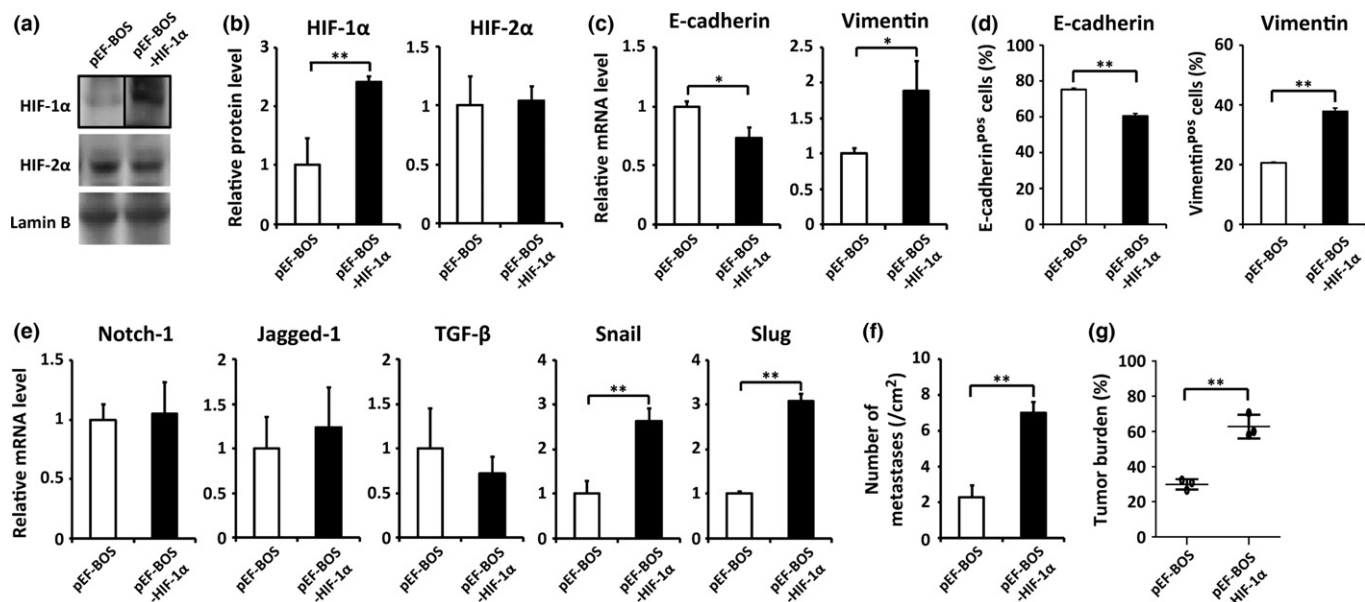 (a)
pEF-BOS
pEF-BOS
-HIF-1α
HIF-1α
HIF-2α
Lamin B
(b)
HIF-1α
HIF-2α
Relative protein level
3
2
1
0
**
1.5
1
0.5
0
pEF-BOS
pEF-BOS
-HIF-1α
pEF-BOS
pEF-BOS
-HIF-1α
(c)
E-cadherin
Vimentin
Relative mRNA level
1.5
1
0.5
0
*
2.5
2
1.5
1
0.5
0
*
pEF-BOS
pEF-BOS
-HIF-1α
pEF-BOS
pEF-BOS
-HIF-1α
(d)
E-cadherin
Vimentin
E-cadherinpos cells (%)
100
80
60
40
20
0
**
Vimentinpos cells (%)
60
40
20
0
**
pEF-BOS
pEF-BOS
-HIF-1α
pEF-BOS
pEF-BOS
-HIF-1α
(e)
Notch-1
Jagged-1
TGF-β
Snail
Slug
Relative mRNA level
1.5
1
0.5
0
2
1.5
1
0.5
0
2
1.5
1
0.5
0
4
3
2
1
0
**
4
3
2
1
0
**
pEF-BOS
pEF-BOS
-HIF-1α
pEF-BOS
pEF-BOS
-HIF-1α
pEF-BOS
pEF-BOS
-HIF-1α
pEF-BOS
pEF-BOS
-HIF-1α
pEF-BOS
pEF-BOS
-HIF-1α
(f)
Number of
metastases (/cm2)
10
8
6
4
2
0
**
pEF-BOS
pEF-BOS
-HIF-1α
(g)
Tumor burden (%)
100
80
60
40
20
0
**
pEF-BOS
pEF-BOS
HIF-1α